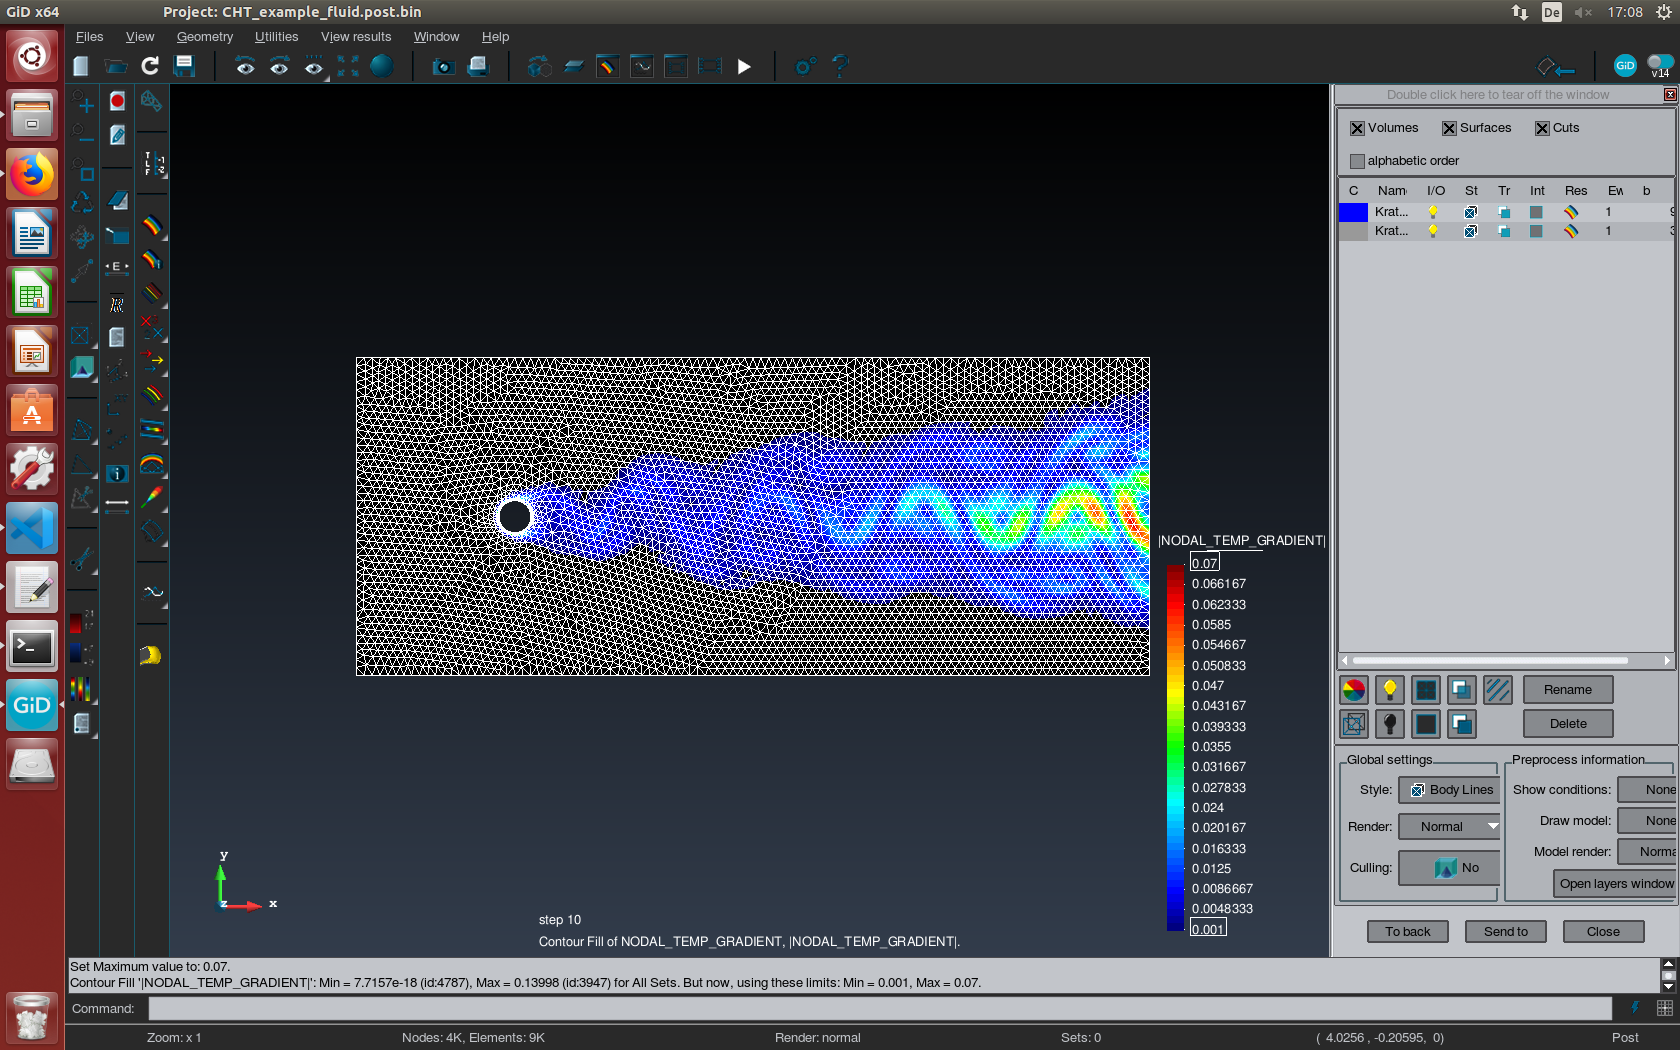 GiD x64
Project: CHT_example_fluid.post.bin
De
17:08
Files View Geometry Utilities View results Window Help
GiD
v14
Double click here to tear off the window
Volumes Surfaces Cuts
alphabetic order
C Nam I/O St Tr Int Res Ew b
Krat... 1
Krat... 1
E
|NODAL_TEMP_GRADIENT|
0.07
0.066167
0.062333
0.0585
0.054667
0.050833
0.047
0.043167
0.039333
0.0355
0.031667
0.027833
0.024
0.020167
0.016333
0.0125
0.0086667
0.0048333
0.001
GiD
y
z
x
step 10
Contour Fill of NODAL_TEMP_GRADIENT, |NODAL_TEMP_GRADIENT|.
Rename
Delete
Global settings
Style: Body Lines
Render: Normal
Culling: No
Preprocess information
Show conditions: None
Draw model: None
Model render: Norma
Open layers window
To back Send to Close
Set Maximum value to: 0.07.
Contour Fill '|NODAL_TEMP_GRADIENT|': Min = 7.7157e-18 (id:4787), Max = 0.13998 (id:3947) for All Sets. But now, using these limits: Min = 0.001, Max = 0.07.
Command:
Zoom: x 1 Nodes: 4K, Elements: 9K Render: normal Sets: 0 ( 4.0256 , -0.20595, 0) Post